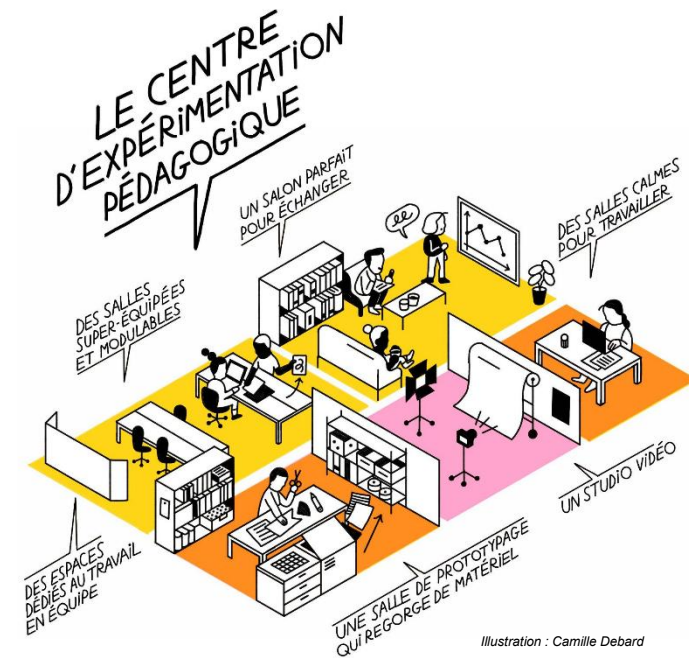 LE CENTRE
D'EXPÉRIMENTATION
PÉDAGOGIQUE
UN SALON PARFAIT
POUR ÉCHANGER
DES SALLES CALMES
POUR TRAVAILLER
DES SALLES
SUPER-ÉQUIPÉES
ET MODULABLES
UN STUDIO VIDÉO
DES ESPACES
DÉDIÉS AU TRAVAIL
EN ÉQUIPE
UNE SALLE DE PROTOTYPAGE
QUI REGORGE DE MATÉRIEL
Illustration : Camille Debard